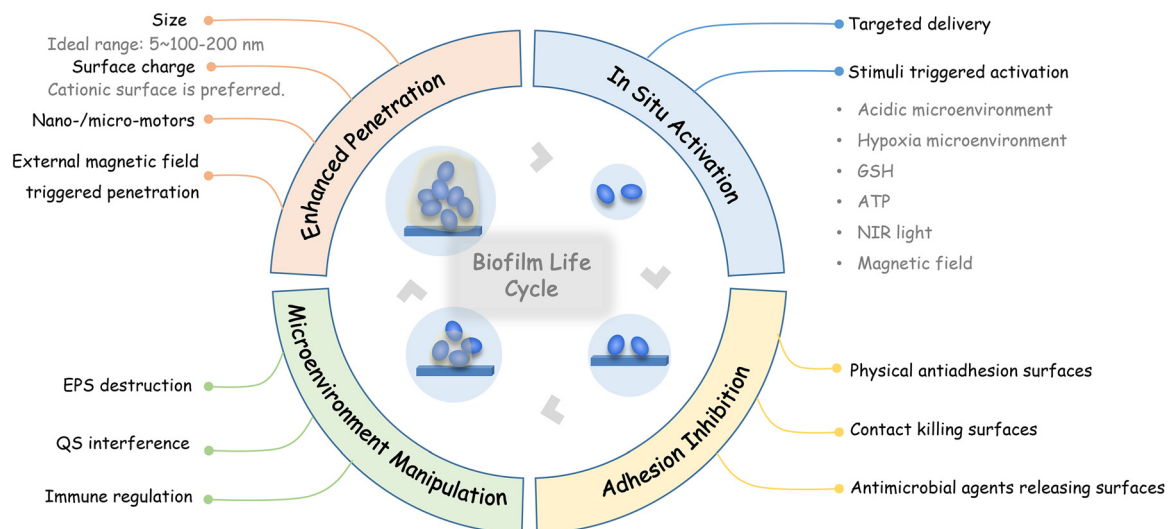 Size
Ideal range: 5~100-200 nm
Surface charge
Cationic surface is preferred.
Nano-/micro-motors
External magnetic field
triggered penetration
Enhanced Penetration
In Situ Activation
Targeted delivery
Stimuli triggered activation
• Acidic microenvironment
• Hypoxia microenvironment
• GSH
• ATP
• NIR light
• Magnetic field
Biofilm Life
Cycle
Microenvironment Manipulation
EPS destruction
QS interference
Immune regulation
Adhesion Inhibition
Physical antiadhesion surfaces
Contact killing surfaces
Antimicrobial agents releasing surfaces